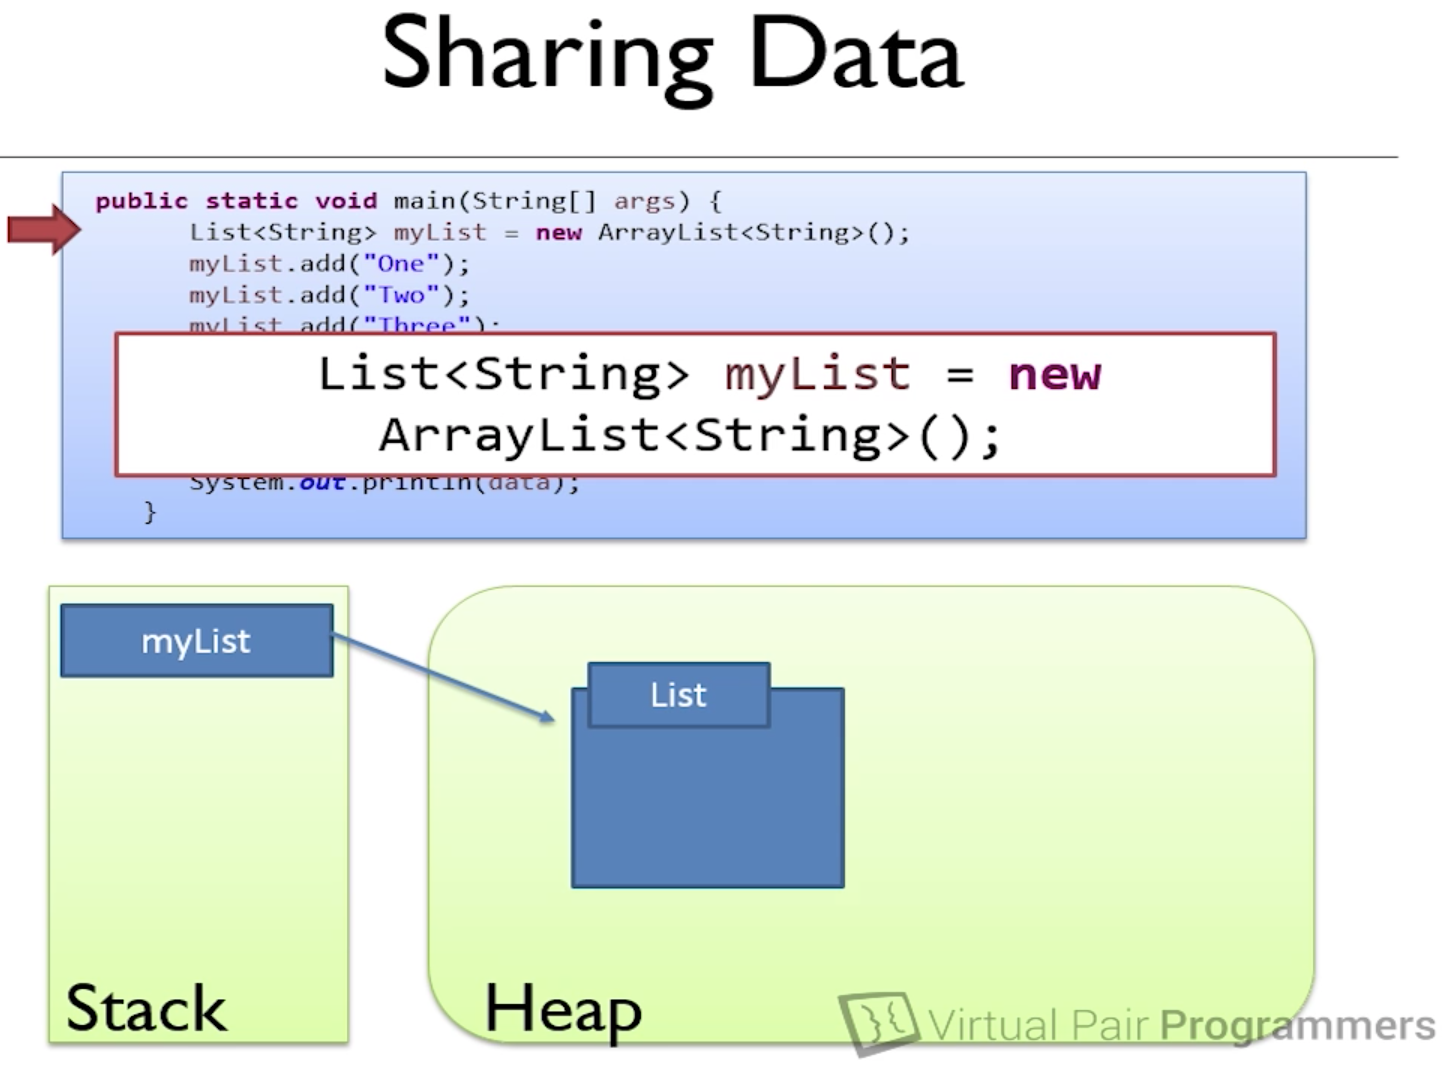 Sharing Data
public static void main(String[] args) {
List<String> myList = new ArrayList<String>();
myList.add("One");
myList.add("Two");
myList.add("Three");
List<String> myList = new
ArrayList<String>();
System.out.println(data);
}
myList
List
Stack
Heap
}{ Virtual Pair Programmers